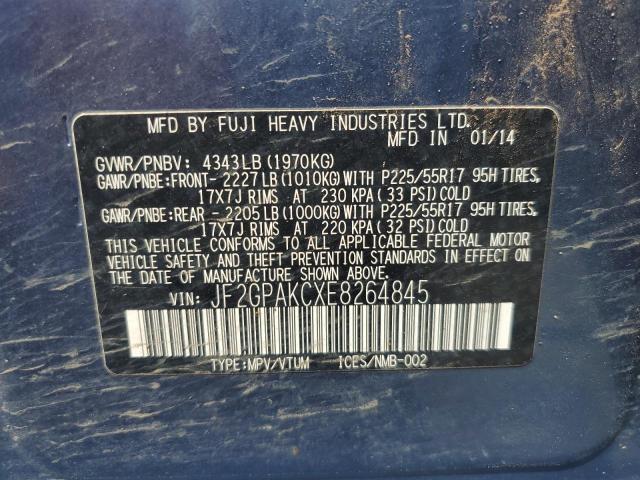 MFD BY FUJI HEAVY INDUSTRIES LTD.
MFD IN 01/14
GVWR/PNBV: 4343LB(1970KG)
GAWR/PNBE:FRONT-2227LB(1010KG)WITH P225/55R17 95H TIRES,
17X7J RIMS AT 230 KPA(33 PSI)COLD
GAWR/PNBE:REAR -2205LB(1000KG)WITH P225/55R17 95H TIRES,
17X7J RIMS AT 220 KPA(32 PSI)COLD
THIS VEHICLE CONFORMS TO ALL APPLICABLE FEDERAL MOTOR
VEHICLE SAFETY AND THEFT PREVENTION STANDARDS IN EFFECT ON
THE DATE OF MANUFACTURE SHOWN ABOVE.
VIN: JF2GPAKCXE8264845
TYPE:MPV/VTUM ICES/NMB-002